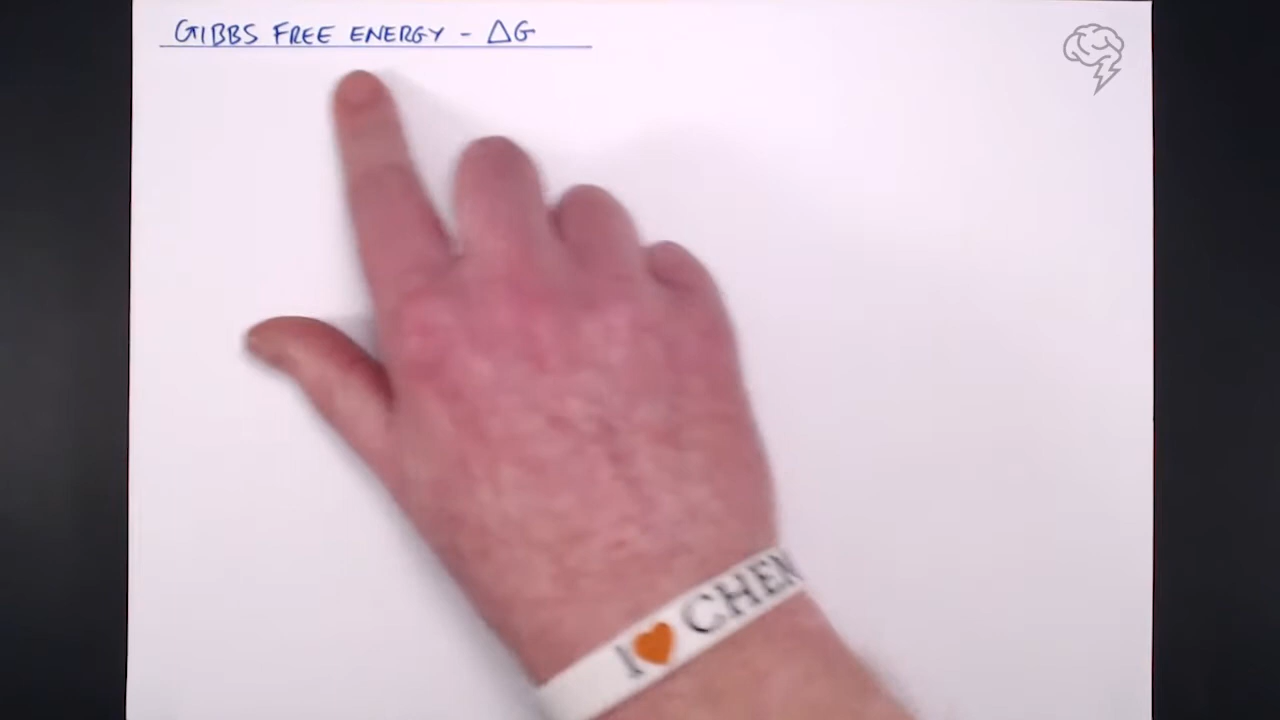 GIBBS FREE ENERGY - ΔG
I 🧡 CHEM